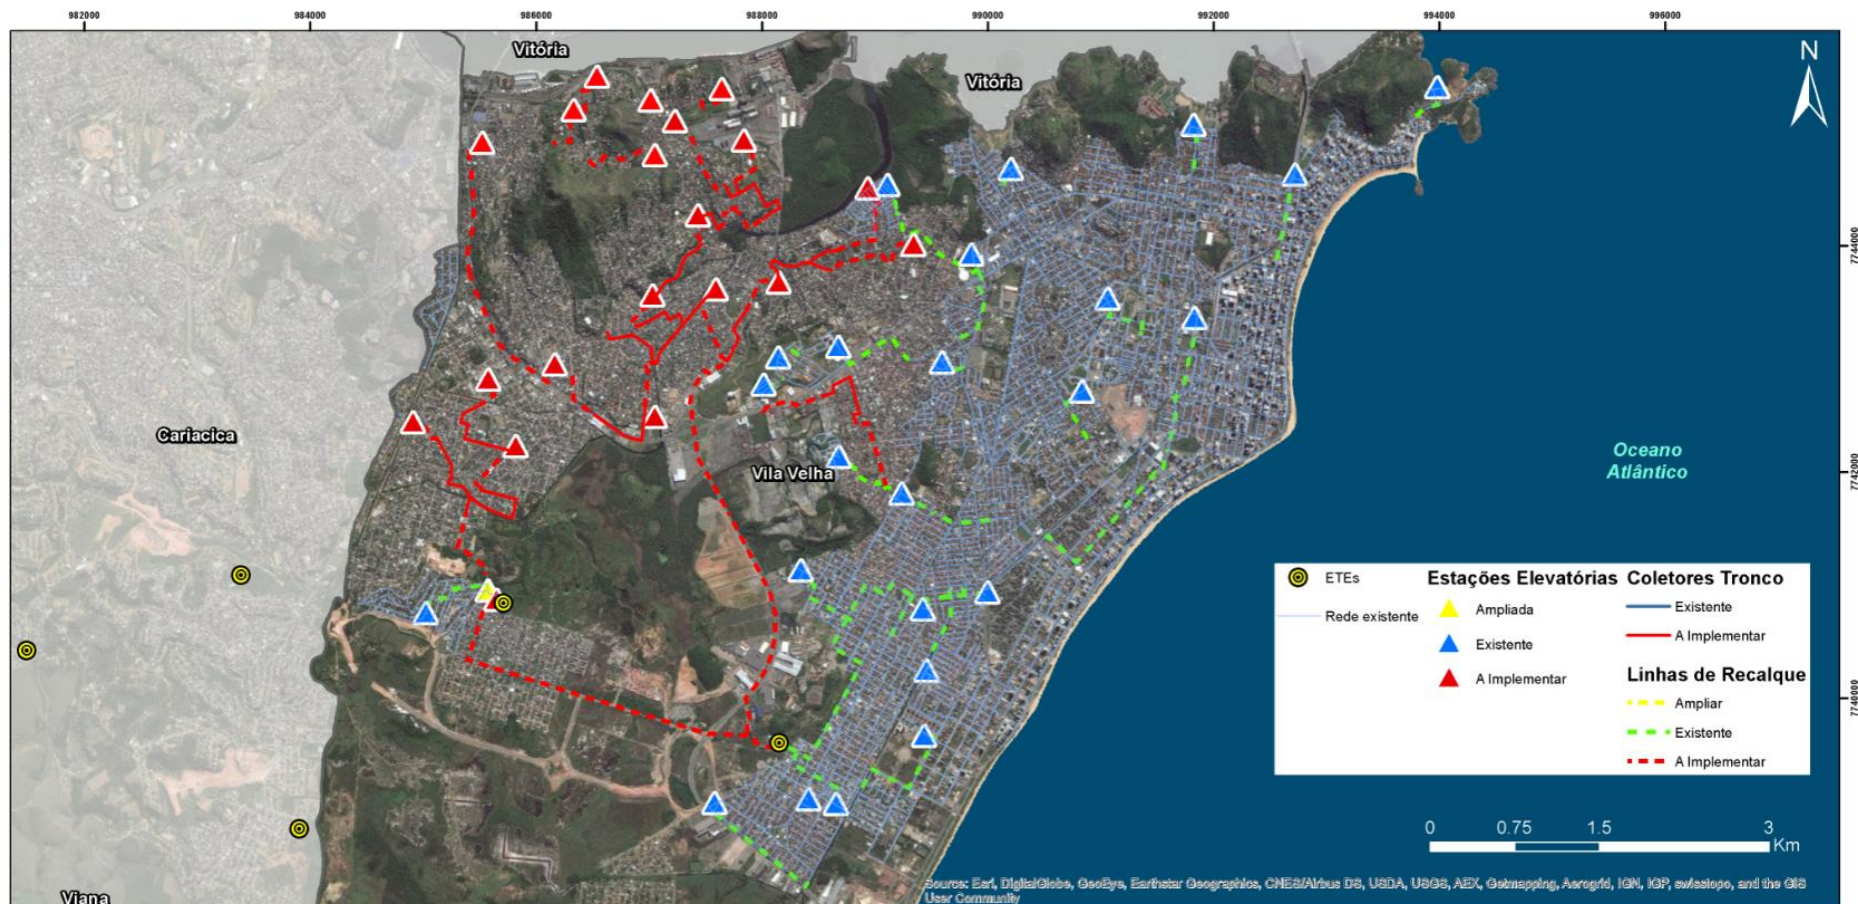 982000 984000 986000 988000 990000 992000 994000 996000
Vitória
Vitória
N
7744000
Cariacica
Vila Velha
Oceano
Atlântico
7742000
ETEs
Rede existente
Estações Elevatórias
Ampliada
Existente
A Implementar
Coletores Tronco
Existente
A Implementar
Linhas de Recalque
Ampliar
Existente
A Implementar
7740000
0 0.75 1.5 3
Km
Viana
Source: Esri, DigitalGlobe, GeoEye, Earthstar Geographics, CNES/Airbus DS, USDA, USGS, AEX, Getmapping, Aerogrid, IGN, IGP, swisstopo, and the GIS
User Community